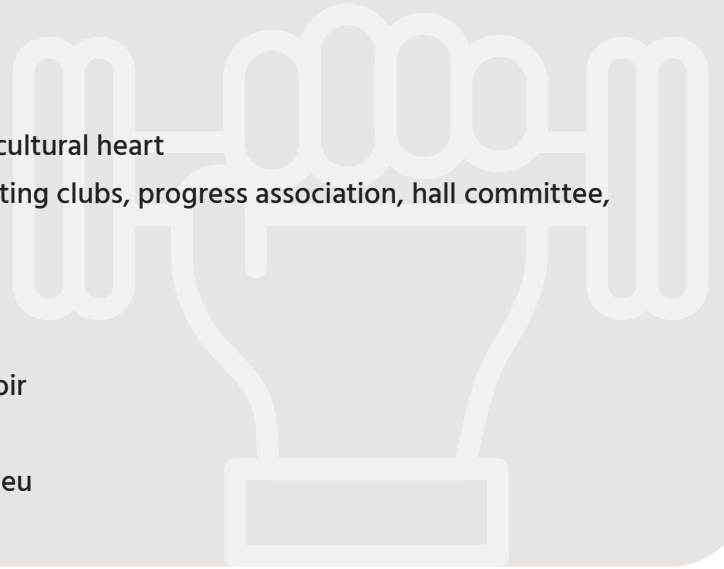 cultural heart
ting clubs, progress association, hall committee,
oir
eu